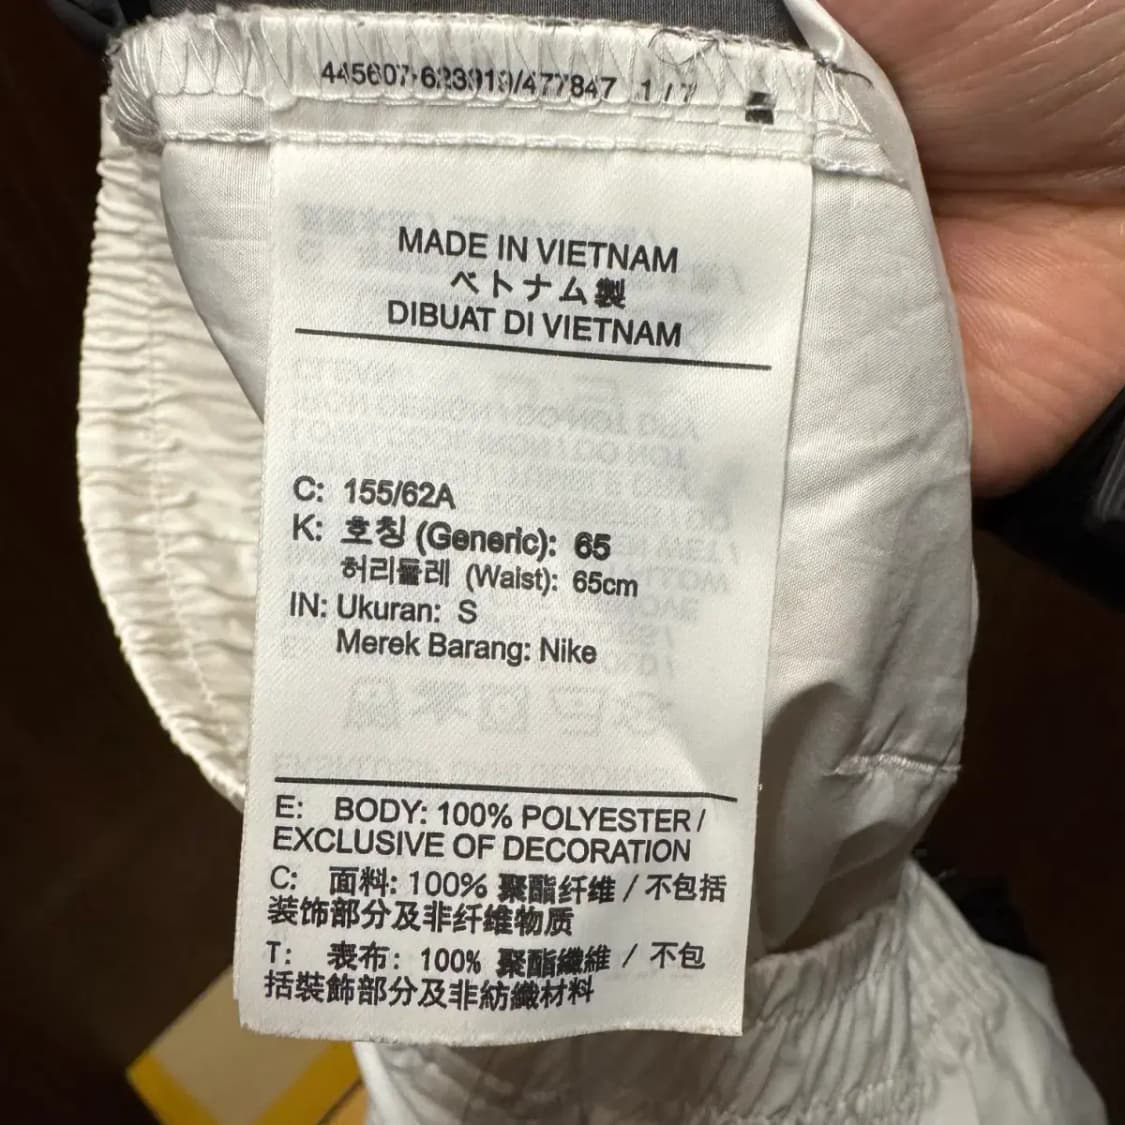 445607-623919/477847 1 / 7
MADE IN VIETNAM
ベトナム製
DIBUAT DI VIETNAM
C: 155/62A
K: 호칭 (Generic): 65
허리둘레 (Waist): 65cm
IN: Ukuran: S
Merek Barang: Nike
E: BODY: 100% POLYESTER /
EXCLUSIVE OF DECORATION
C: 面料: 100% 聚酯纤维 / 不包括
装饰部分及非纤维物质
T: 表布: 100% 聚酯纖維 / 不包
括裝飾部分及非紡織材料